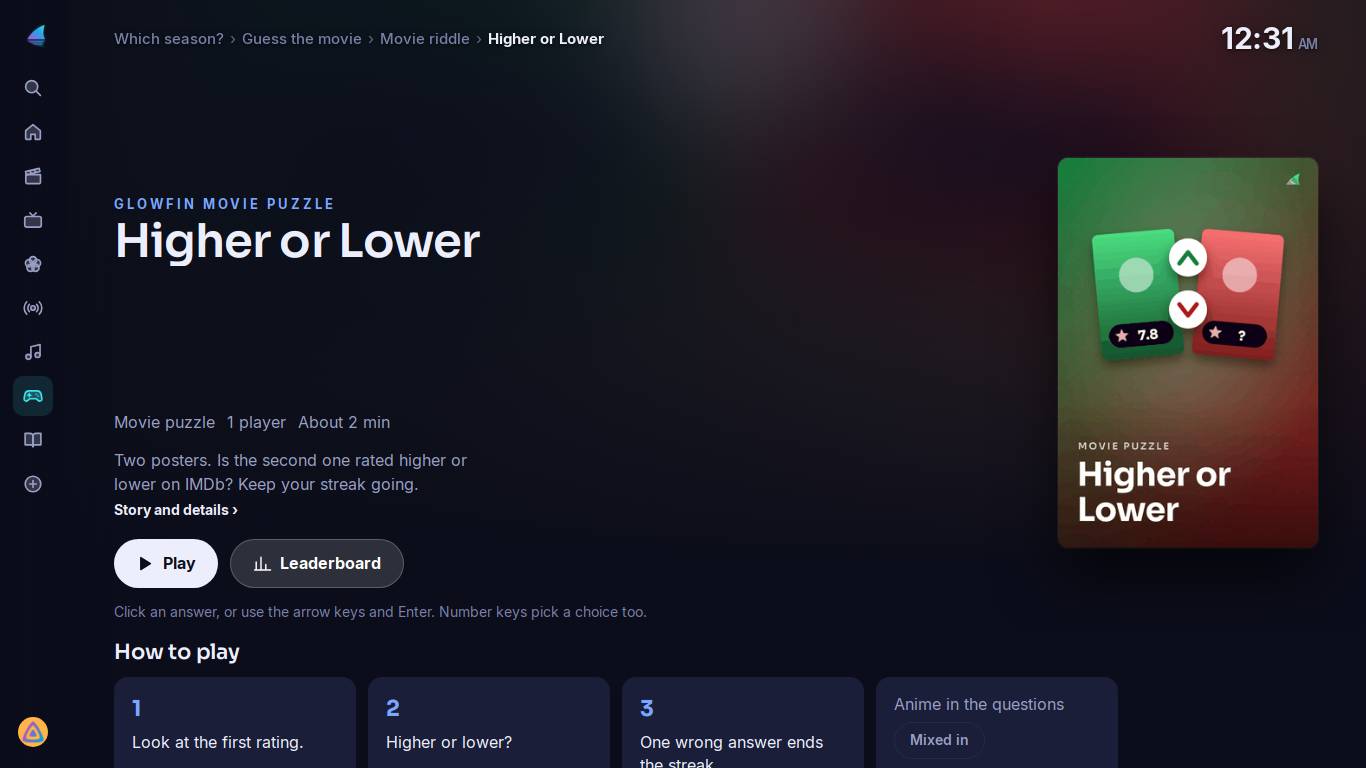 Which season? › Guess the movie › Movie riddle › Higher or Lower
12:31 AM
GLOWFIN MOVIE PUZZLE
Higher or Lower
7.8
?
MOVIE PUZZLE
Higher or
Lower
Movie puzzle 1 player About 2 min
Two posters. Is the second one rated higher or
lower on IMDb? Keep your streak going.
Story and details ›
Play
Leaderboard
Click an answer, or use the arrow keys and Enter. Number keys pick a choice too.
How to play
1
Look at the first rating.
2
Higher or lower?
3
One wrong answer ends
the streak.
Anime in the questions
Mixed in